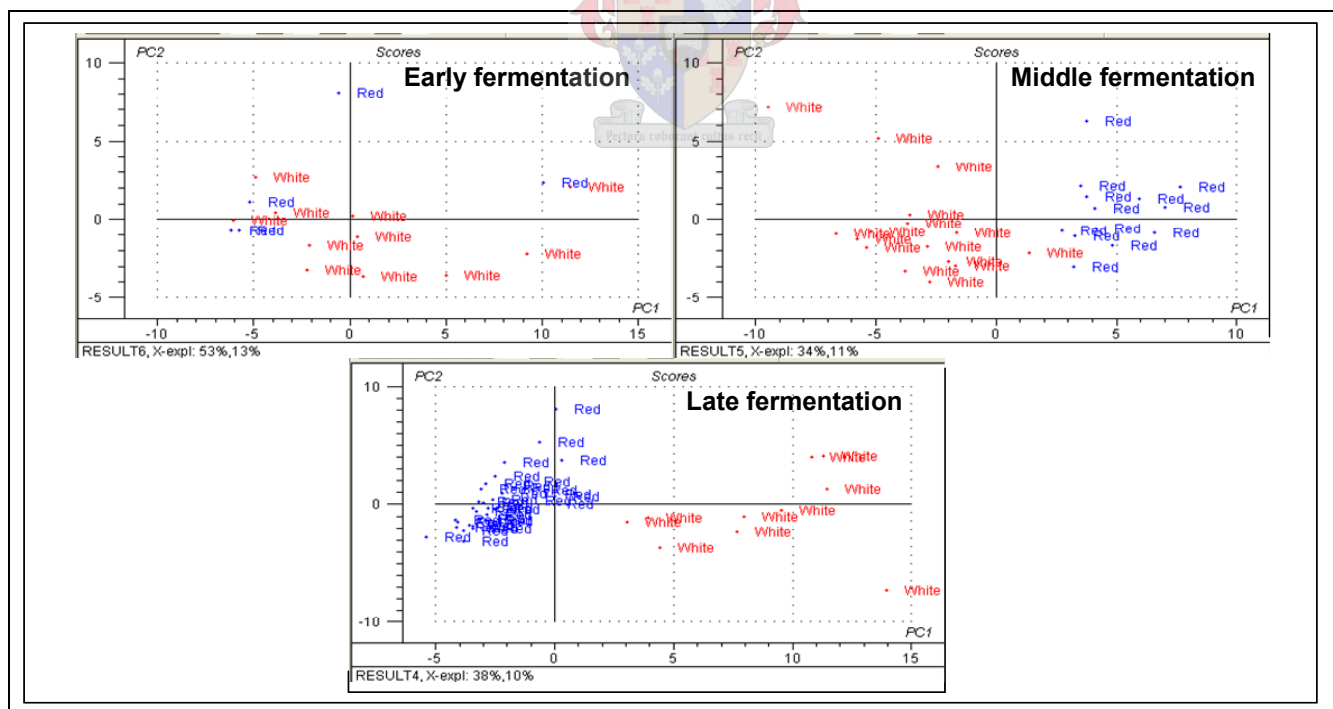 PC2 Scores
Early fermentation
10
5
0
-5
Red
White
Red
White
Red
White
White
White
Red
White
White
White
White
White
White
PC1
-10 -5 0 5 10 15
RESULT6, X-expl: 53%,13%
PC2 Scores
Middle fermentation
10
5
0
-5
White
White
White
Red
Red
Red
Red
Red
Red
Red
White
White
White
White
White
White
White
White
White
White
White
White
Red
Red
Red
Red
Red
Red
PC1
-10 -5 0 5 10
RESULT5, X-expl: 34%,11%
PC2 Scores
Late fermentation
10
0
-10
Red
Red
Red
Red
Red
Red
Red
Red
Red
Red
Red
White
White
White
White
White
White
White
White
White
White
PC1
-5 0 5 10 15
RESULT4, X-expl: 38%,10%